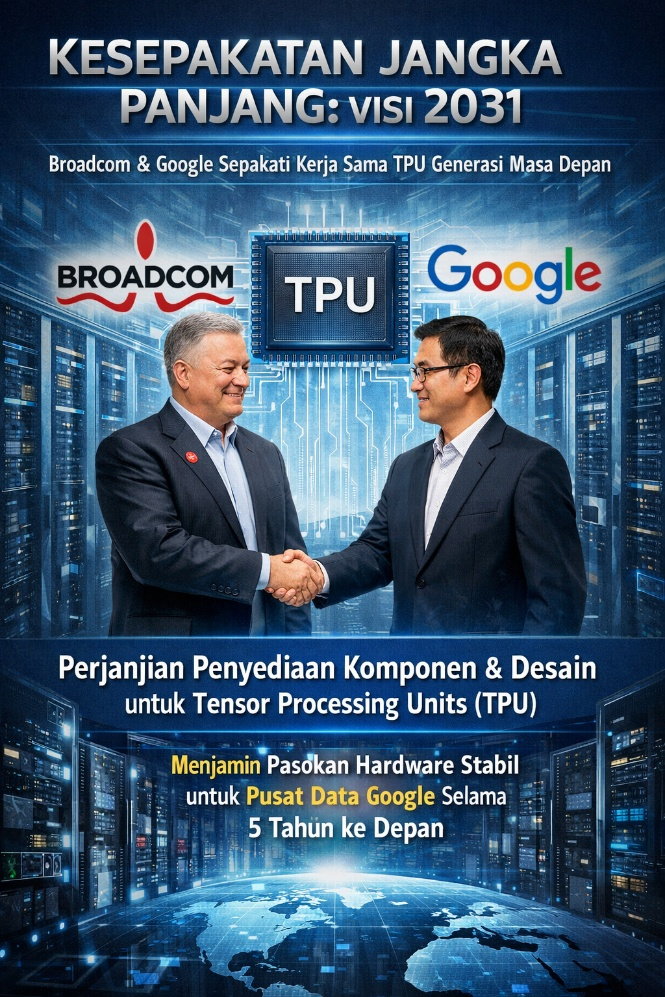 KESEPAKATAN JANGKA
PANJANG: VISI 2031
Broadcom & Google Sepakati Kerja Sama TPU Generasi Masa Depan
BROADCOM
TPU
Google
Perjanjian Penyediaan Komponen & Desain
untuk Tensor Processing Units (TPU)
Menjamin Pasokan Hardware Stabil
untuk Pusat Data Google Selama
5 Tahun ke Depan